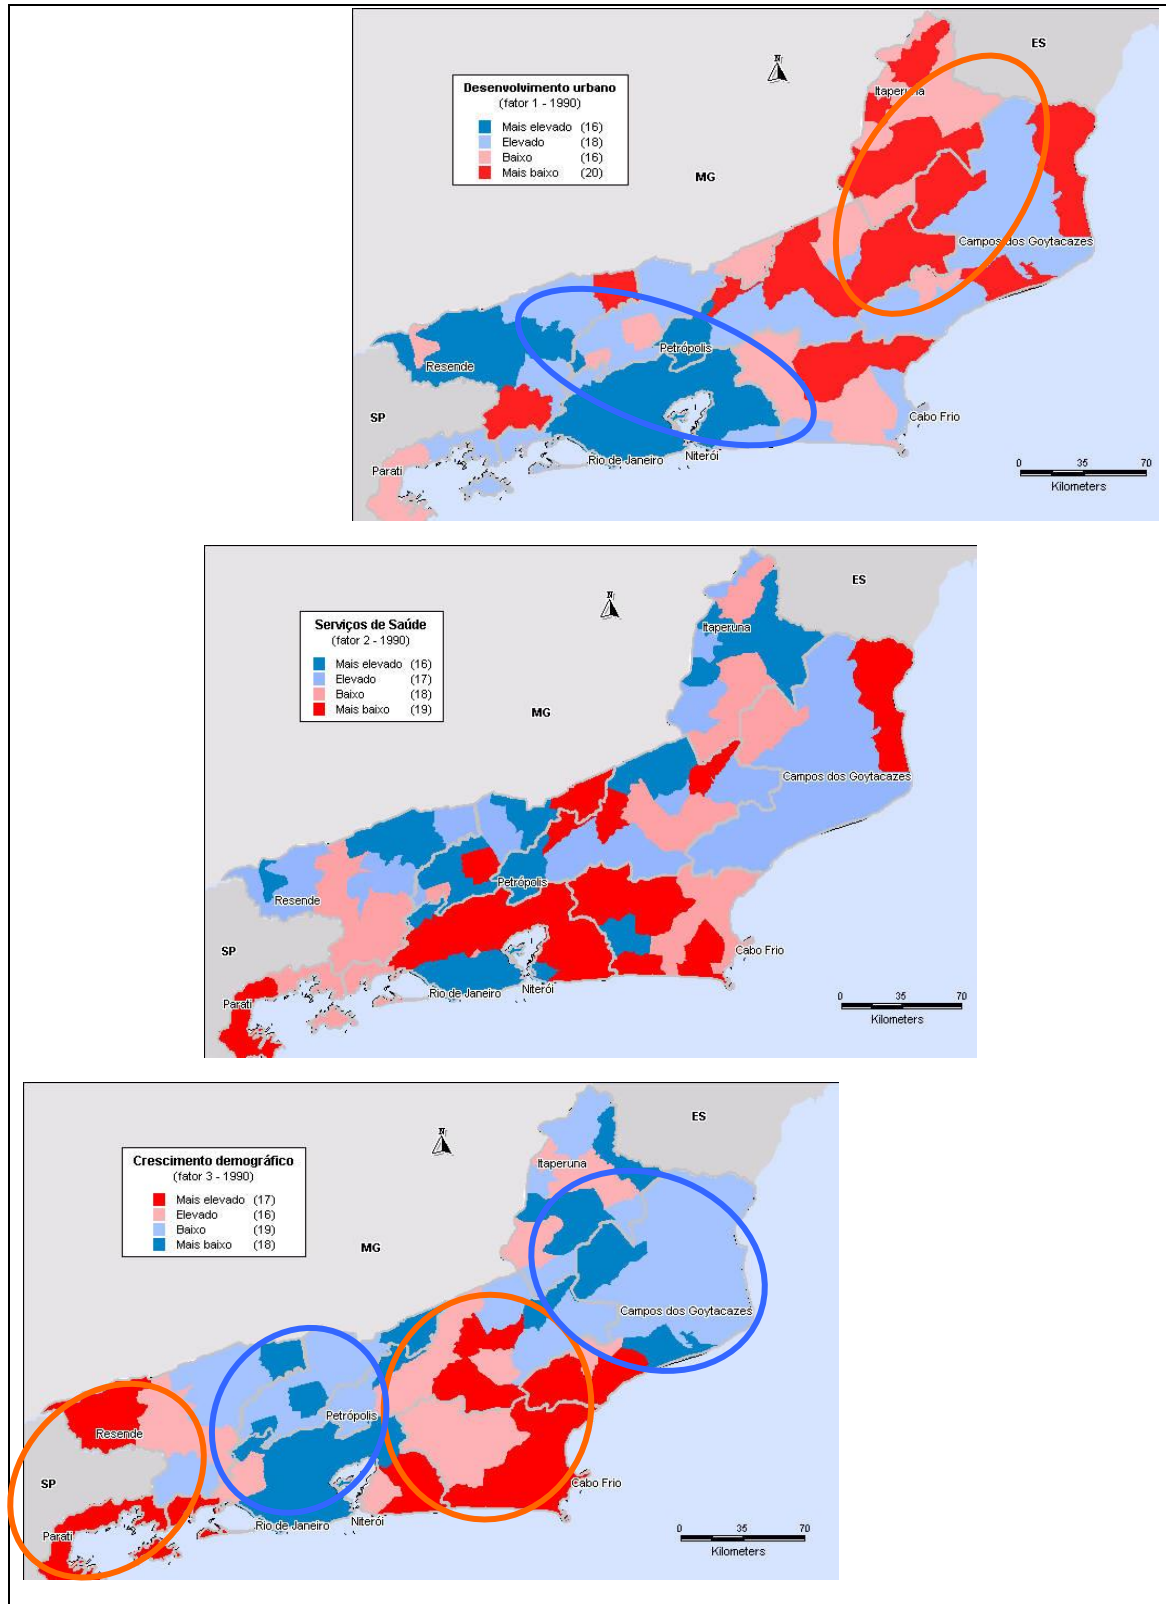 ES
N
Desenvolvimento urbano
(fator 1 - 1990)
Mais elevado (16)
Elevado (18)
Baixo (16)
Mais baixo (20)
Itaperuna
MG
Campos dos Goytacazes
Petrópolis
Resende
SP
Cabo Frio
Parati
Rio de Janeiro
Niterói
0 35 70
Kilometers
ES
N
Serviços de Saúde
(fator 2 - 1990)
Mais elevado (16)
Elevado (17)
Baixo (18)
Mais baixo (19)
Itaperuna
MG
Campos dos Goytacazes
Petrópolis
Resende
SP
Cabo Frio
Parati
Rio de Janeiro
Niterói
0 35 70
Kilometers
ES
N
Crescimento demográfico
(fator 3 - 1990)
Mais elevado (17)
Elevado (16)
Baixo (19)
Mais baixo (18)
Itaperuna
MG
Campos dos Goytacazes
Petrópolis
Resende
SP
Cabo Frio
Parati
Rio de Janeiro
Niterói
0 35 70
Kilometers